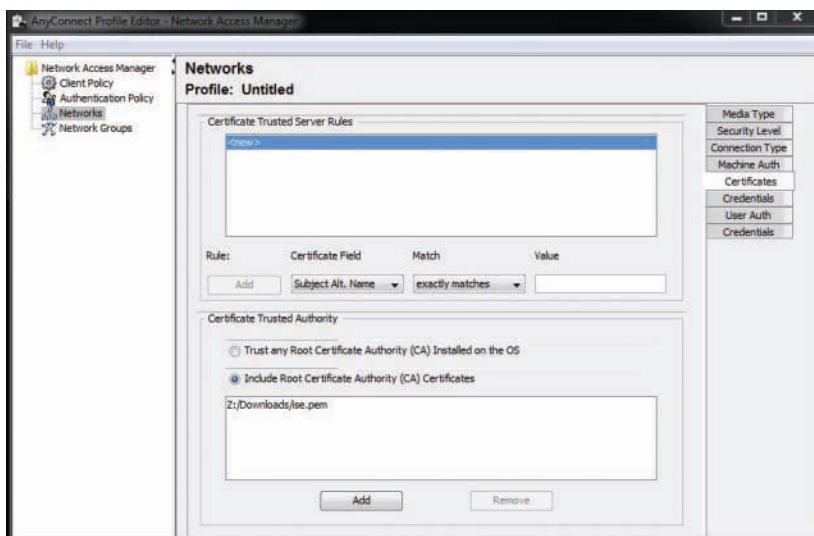 AnyConnect Profile Editor - Network Access Manager
File Help
Network Access Manager
Client Policy
Authentication Policy
Networks
Network Groups
Networks
Profile: Untitled
Certificate Trusted Server Rules
<new>
Rule: Certificate Field Match Value
Add Subject Alt. Name exactly matches
Certificate Trusted Authority
Trust any Root Certificate Authority (CA) Installed on the OS
Include Root Certificate Authority (CA) Certificates
Z:/Downloads/ise.pem
Add Remove
Media Type
Security Level
Connection Type
Machine Auth
Certificates
Credentials
User Auth
Credentials